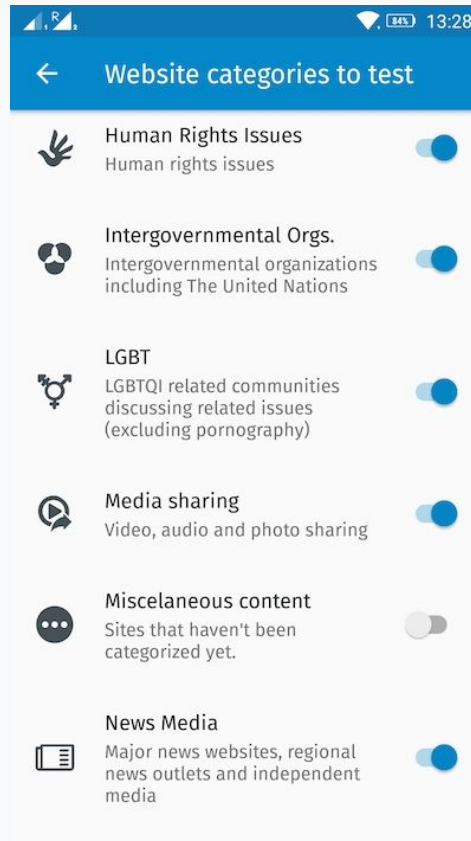 1 R 2 84% 13:28
Website categories to test
Human Rights Issues
Human rights issues
Intergovernmental Orgs.
Intergovernmental organizations
including The United Nations
LGBT
LGBTQI related communities
discussing related issues
(excluding pornography)
Media sharing
Video, audio and photo sharing
Miscelaneous content
Sites that haven't been
categorized yet.
News Media
Major news websites, regional
news outlets and independent
media